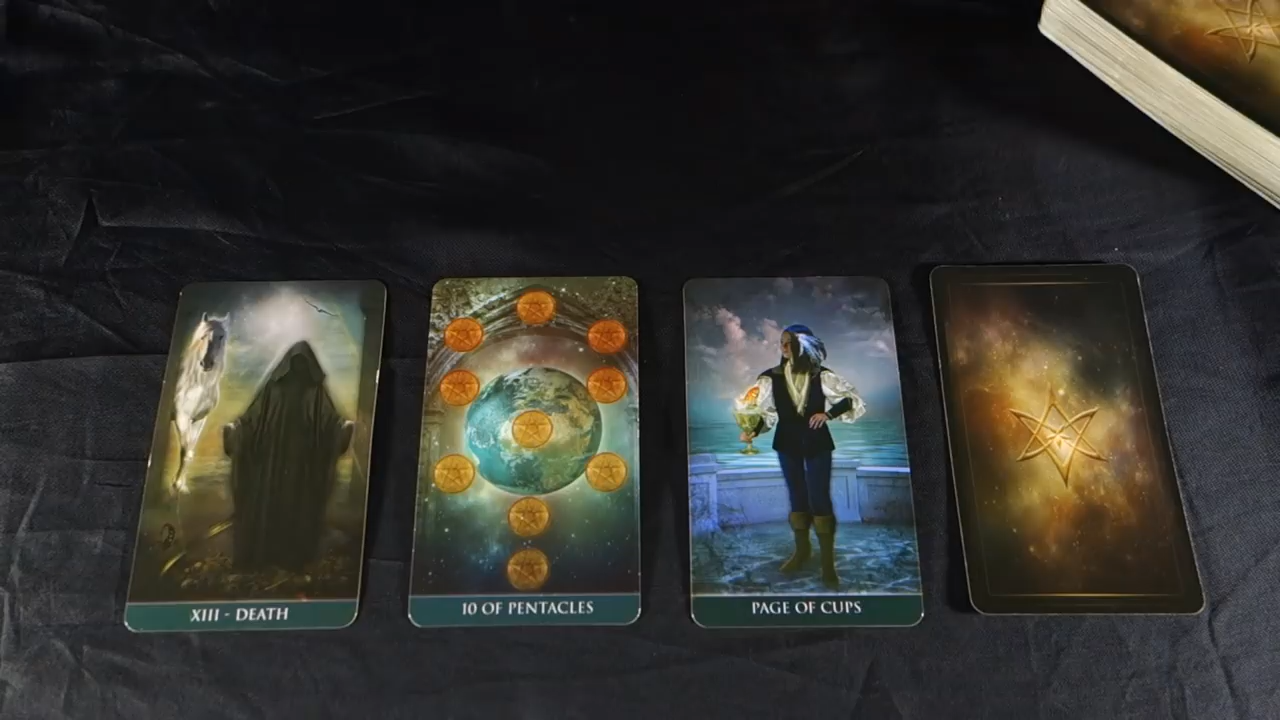 XIII - DEATH
10 OF PENTACLES
PAGE OF CUPS